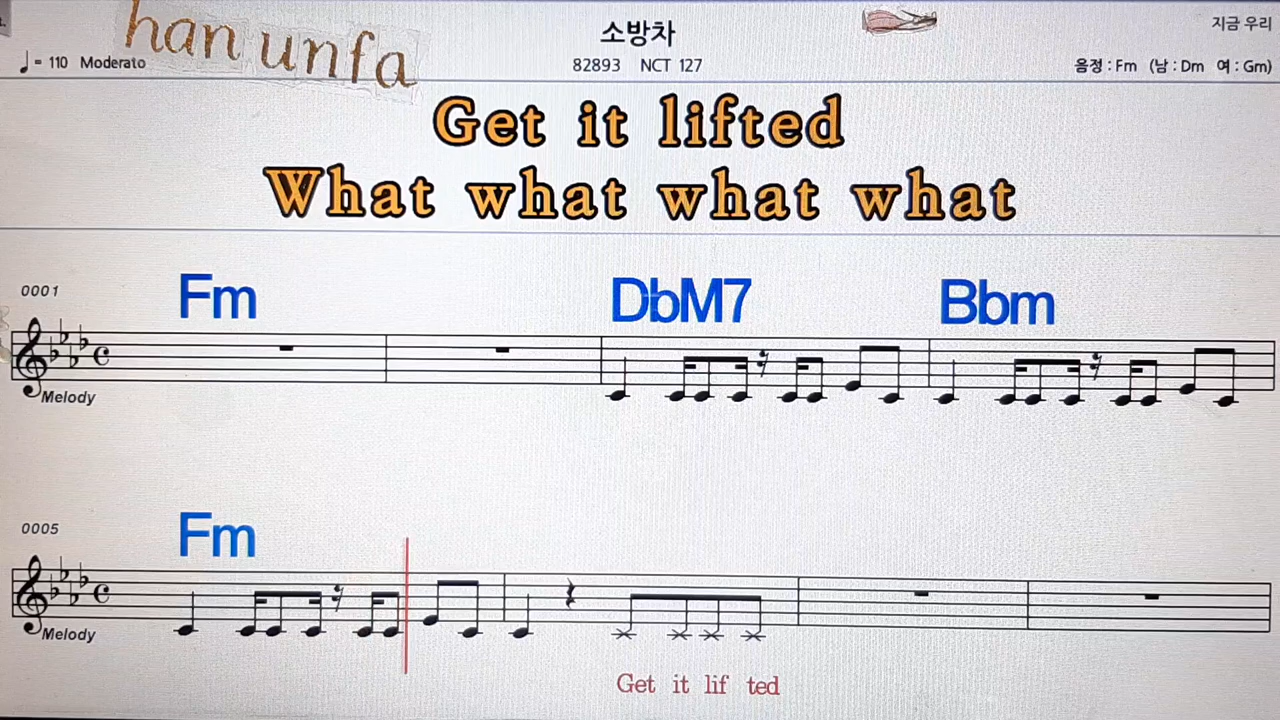 han unfa
소방차
지금 우리
♩= 110 Moderato
82893 NCT 127
음정 : Fm (남 : Dm 여 : Gm)
Get it lifted
What what what what
0001
Fm DbM7 Bbm
Melody
0005
Fm
Melody
Get it lif ted